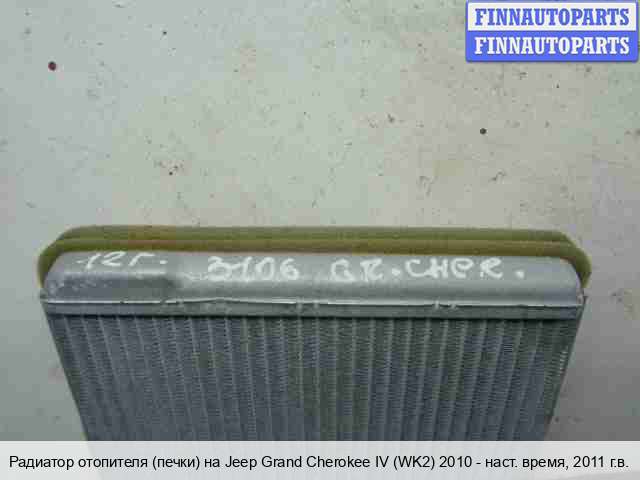 FINNAUTOPARTS
FINNAUTOPARTS
12г. 3106 GR.CHER.
Радиатор отопителя (печки) на Jeep Grand Cherokee IV (WK2) 2010 - наст. время, 2011 г.в.